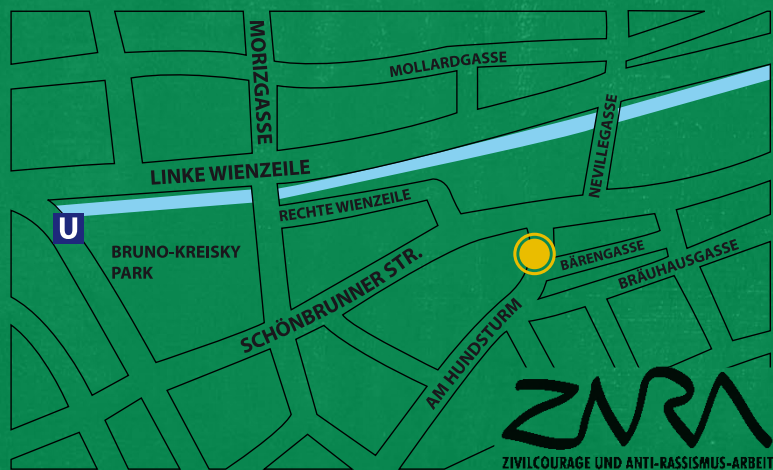 MORIZGASSE
MOLLARDGASSE
NEVILLEGASSE
LINKE WIENZEILE
RECHTE WIENZEILE
U
BRUNO-KREISKY
PARK
BÄRENGASSE
BRÄUHAUSGASSE
SCHÖNBRUNNER STR.
AM HUNDSTURM
ZARA
ZIVILCOURAGE UND ANTI-RASSISMUS-ARBEIT